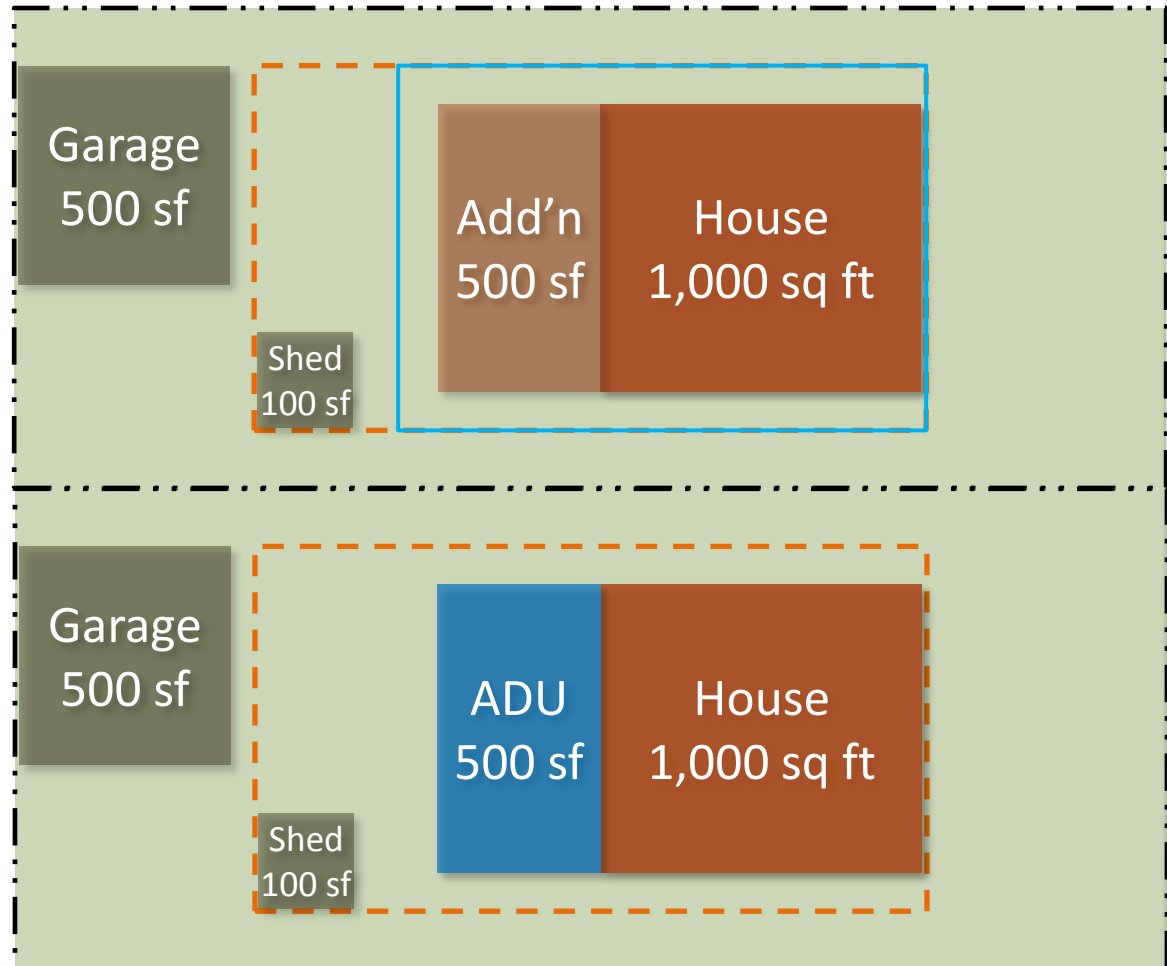 Garage
500 sf
Add’n
500 sf
House
1,000 sq ft
Shed
100 sf
Garage
500 sf
ADU
500 sf
House
1,000 sq ft
Shed
100 sf